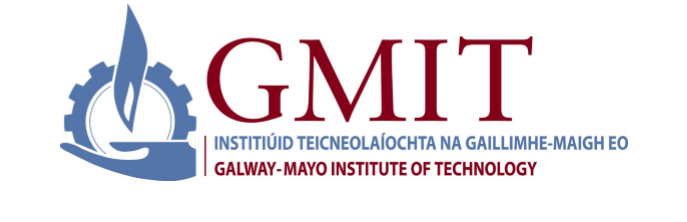 GMIT
INSTITIÚID TEICNEOLAÍOCHTA NA GAILLIMHE-MAIGH EO
GALWAY-MAYO INSTITUTE OF TECHNOLOGY